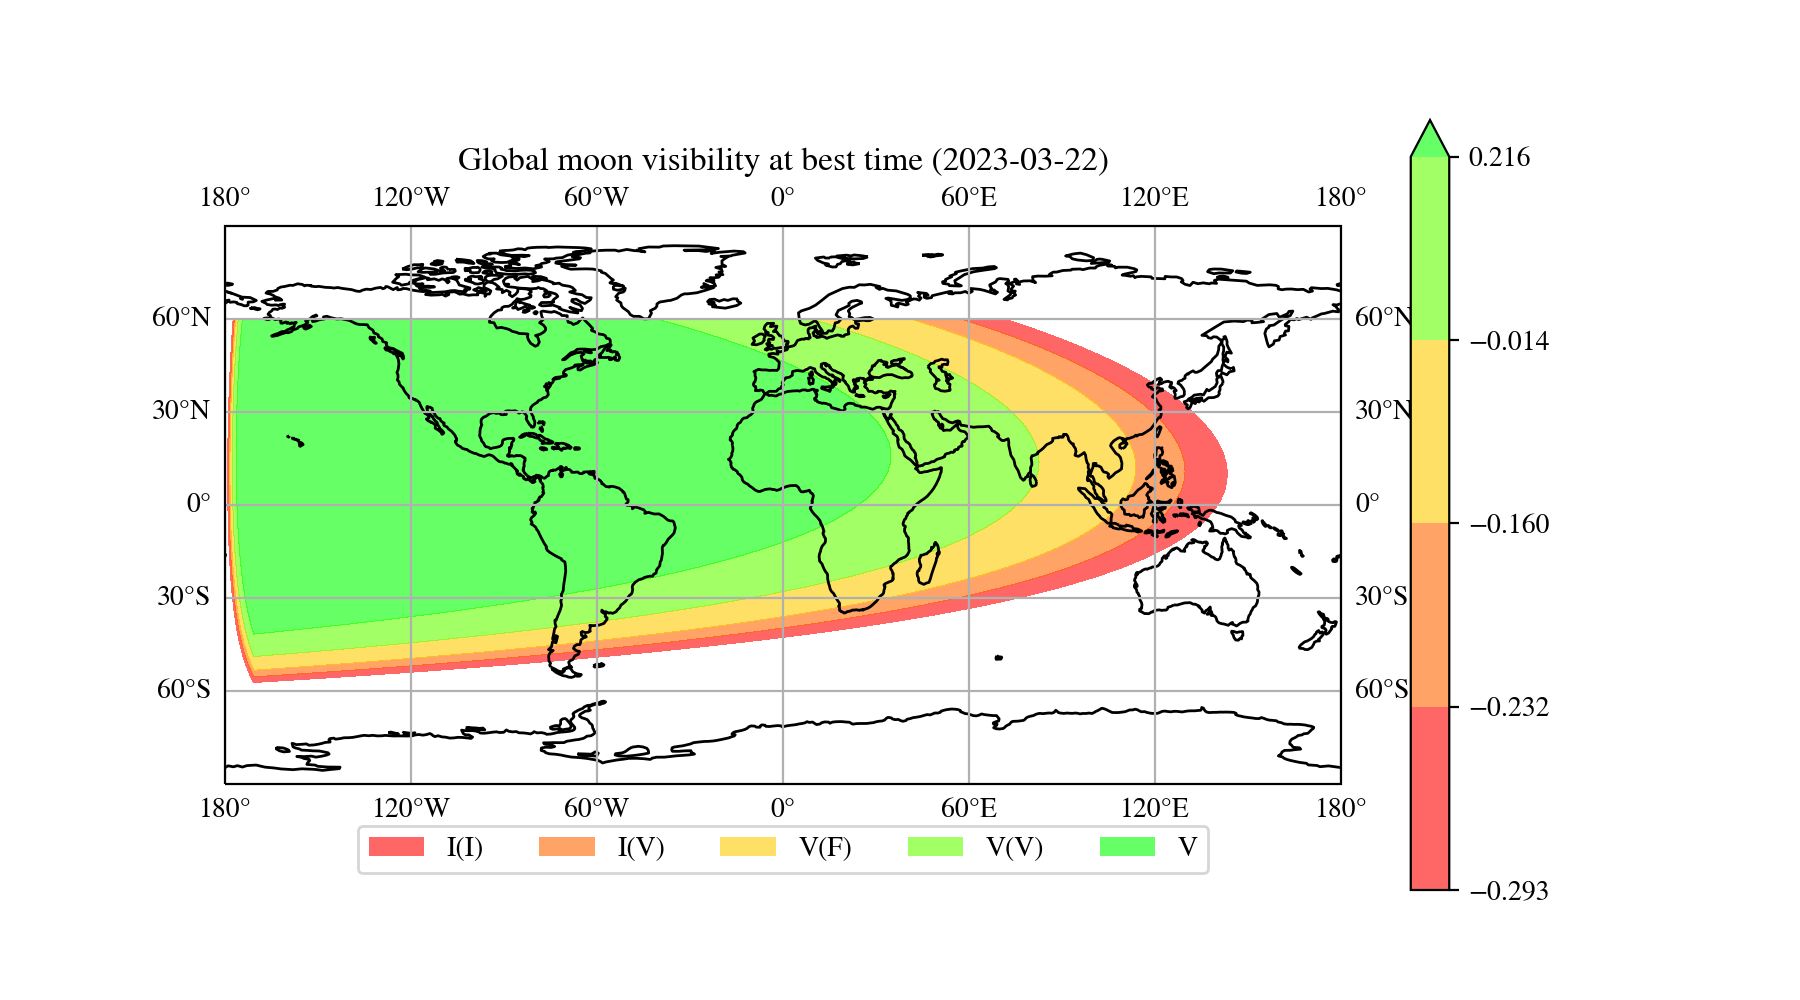 Global moon visibility at best time (2023-03-22)
180° 120°W 60°W 0° 60°E 120°E 180°
0.216
60°N 60°N
−0.014
30°N 30°N
0° 0°
−0.160
30°S 30°S
60°S 60°S
−0.232
180° 120°W 60°W 0° 60°E 120°E 180°
I(I) I(V) V(F) V(V) V
−0.293